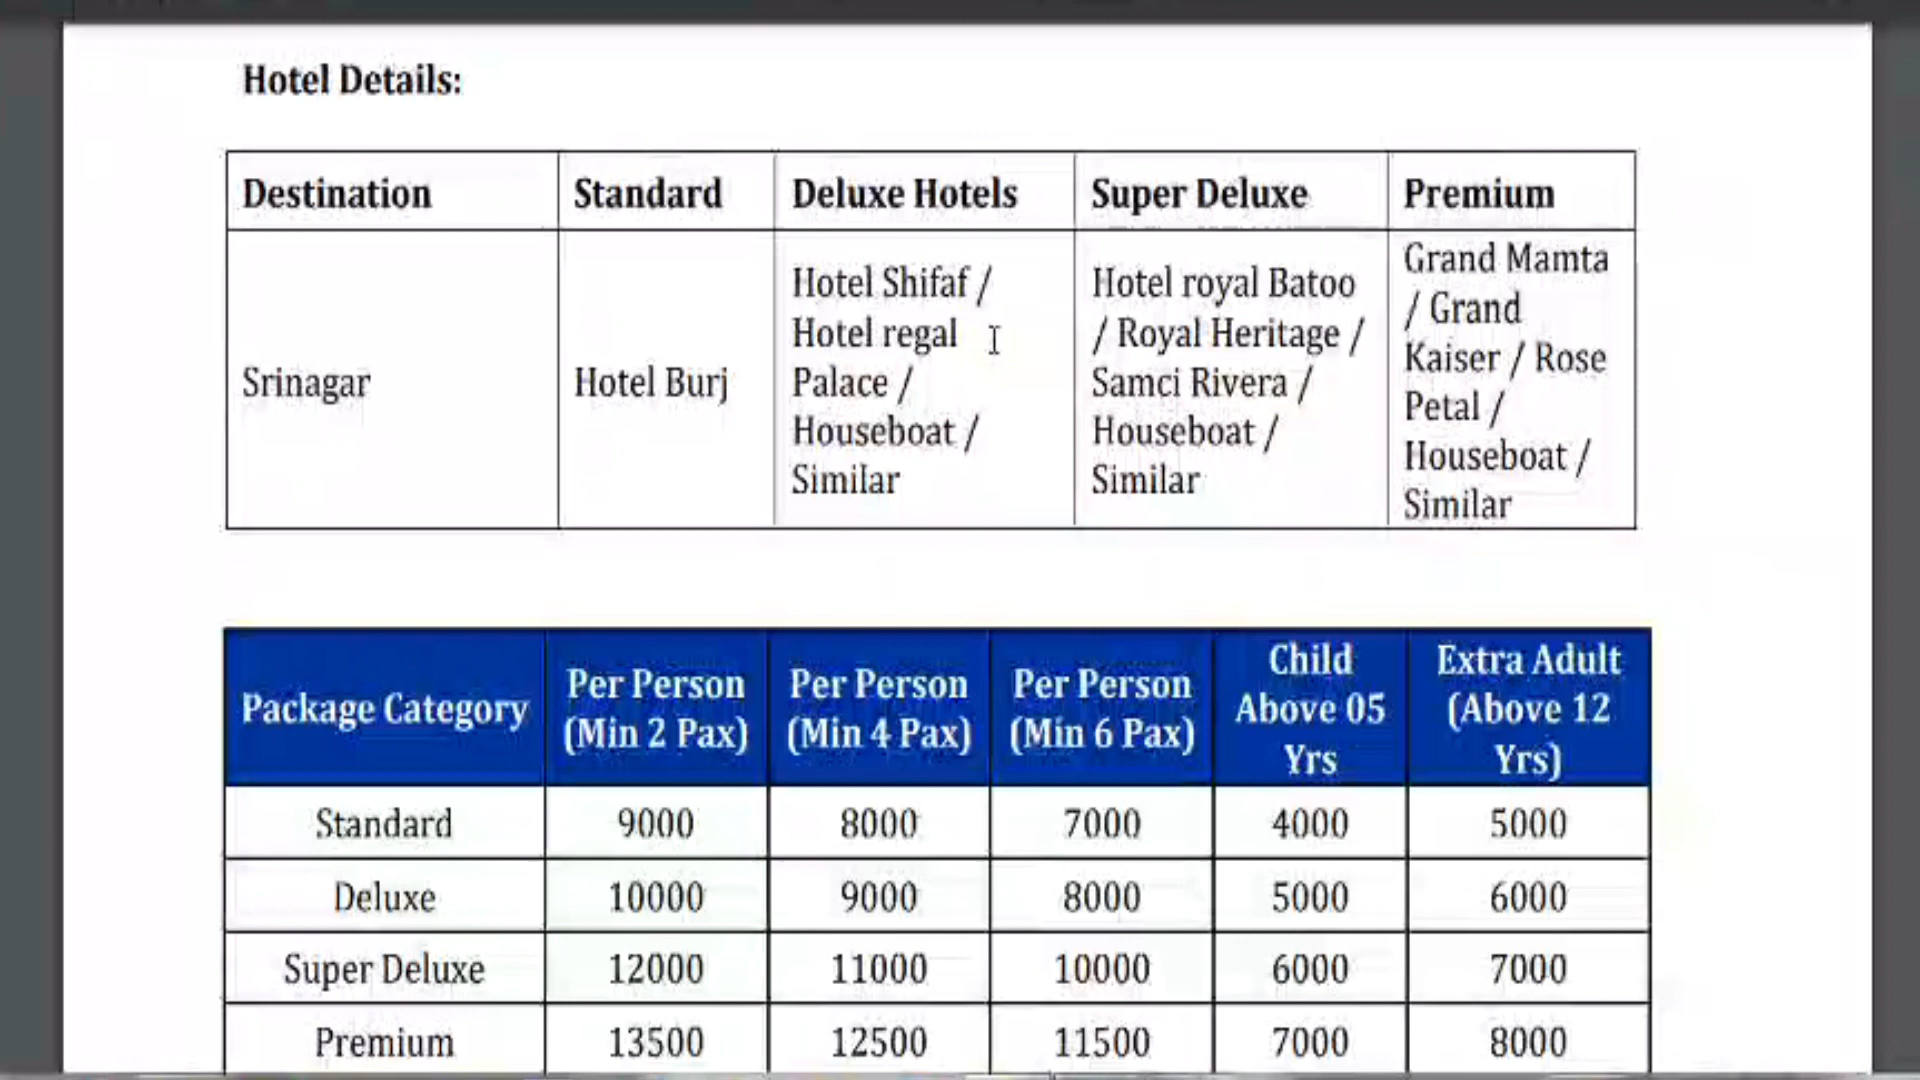 Hotel Details:
Destination Standard Deluxe Hotels Super Deluxe Premium
Srinagar
Hotel Burj
Hotel Shifaf /
Hotel regal
Palace /
Houseboat /
Similar
Hotel royal Batoo
/ Royal Heritage /
Samci Rivera /
Houseboat /
Similar
Grand Mamta
/ Grand
Kaiser / Rose
Petal /
Houseboat /
Similar
Package Category
Per Person
(Min 2 Pax)
Per Person
(Min 4 Pax)
Per Person
(Min 6 Pax)
Child
Above 05
Yrs
Extra Adult
(Above 12
Yrs)
Standard 9000 8000 7000 4000 5000
Deluxe 10000 9000 8000 5000 6000
Super Deluxe 12000 11000 10000 6000 7000
Premium 13500 12500 11500 7000 8000